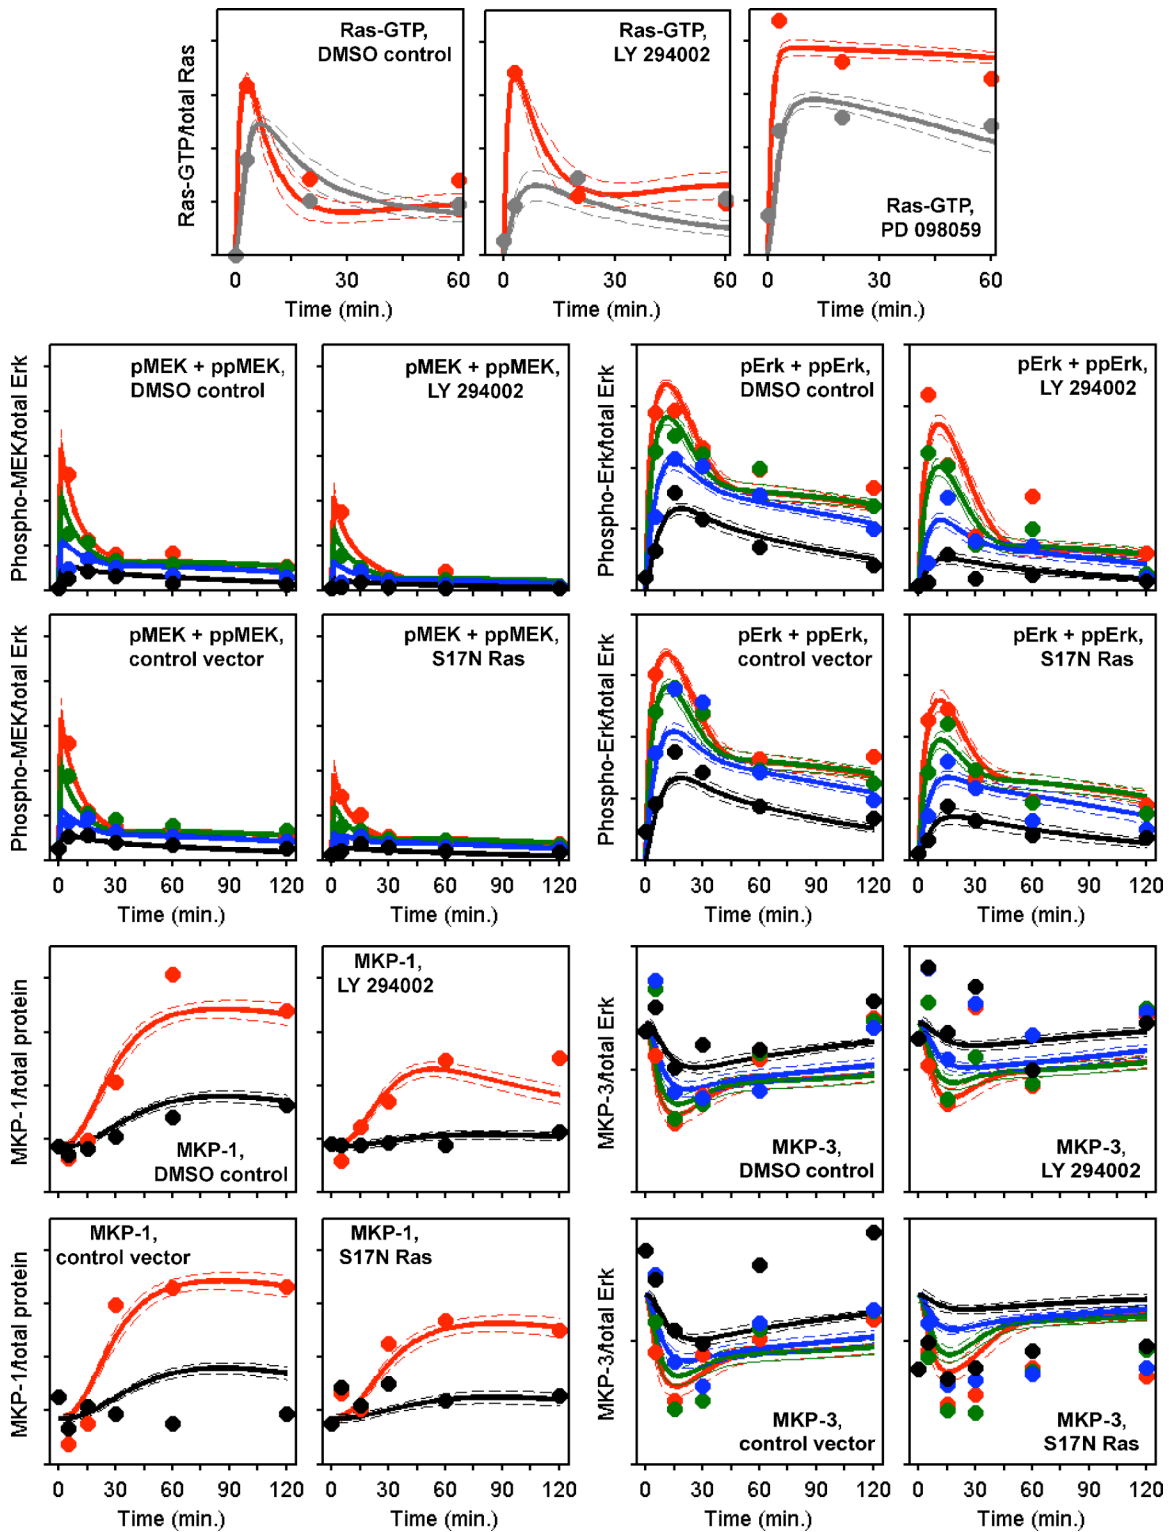 Ras-GTP,
DMSO control
Ras-GTP,
LY 294002
Ras-GTP,
PD 098059
Ras-GTP/total Ras
0 30 60
0 30 60
0 30 60
Time (min.)
Time (min.)
Time (min.)
pMEK + ppMEK,
DMSO control
pMEK + ppMEK,
LY 294002
pErk + ppErk,
DMSO control
pErk + ppErk,
LY 294002
Phospho-MEK/total Erk
Phospho-Erk/total Erk
pMEK + ppMEK,
control vector
pMEK + ppMEK,
S17N Ras
pErk + ppErk,
control vector
pErk + ppErk,
S17N Ras
Phospho-MEK/total Erk
Phospho-Erk/total Erk
0 30 60 90 120
0 30 60 90 120
0 30 60 90 120
0 30 60 90 120
Time (min.)
Time (min.)
Time (min.)
Time (min.)
MKP-1/total protein
MKP-1,
DMSO control
MKP-1,
LY 294002
MKP-3/total Erk
MKP-3,
DMSO control
MKP-3,
LY 294002
MKP-1/total protein
MKP-1,
control vector
MKP-1,
S17N Ras
MKP-3/total Erk
MKP-3,
control vector
MKP-3,
S17N Ras
0 30 60 90 120
0 30 60 90 120
0 30 60 90 120
0 30 60 90 120
Time (min.)
Time (min.)
Time (min.)
Time (min.)